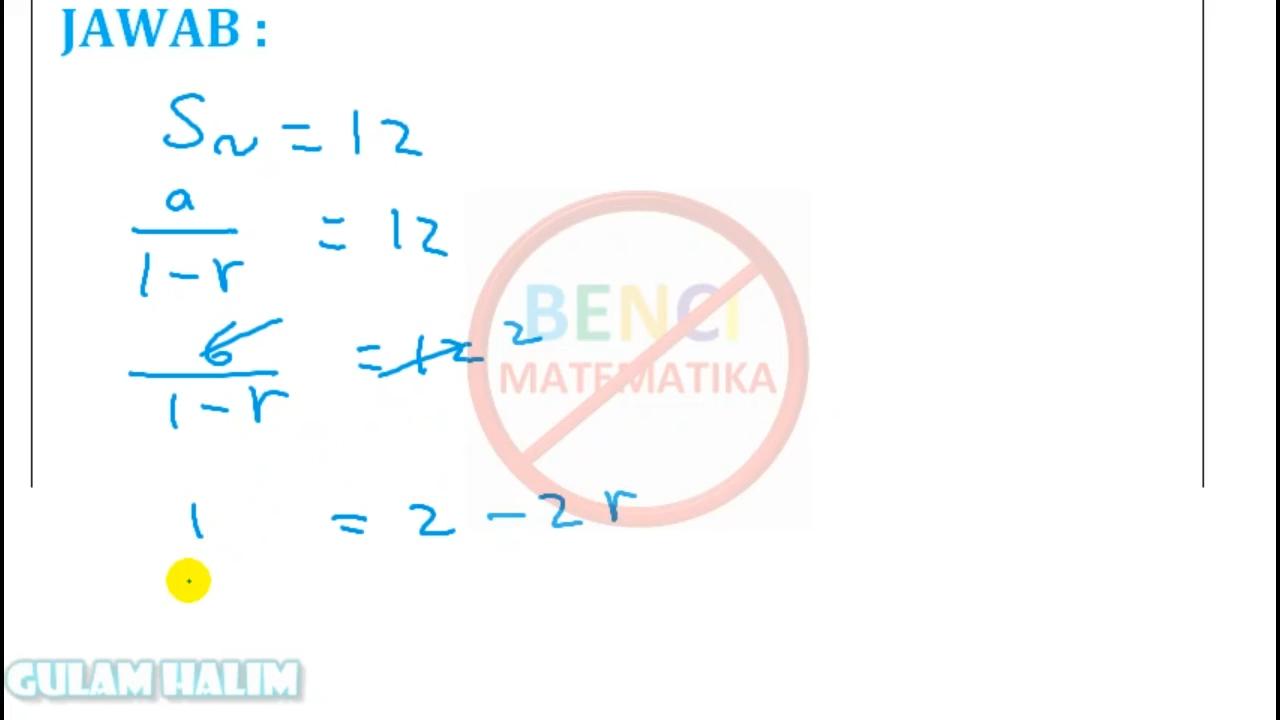 JAWAB :
S~ = 12
a
1 - r = 12
6
1 - r = 12 2
1 = 2 - 2r
BENCI
MATEMATIKA
GULAM HALIM